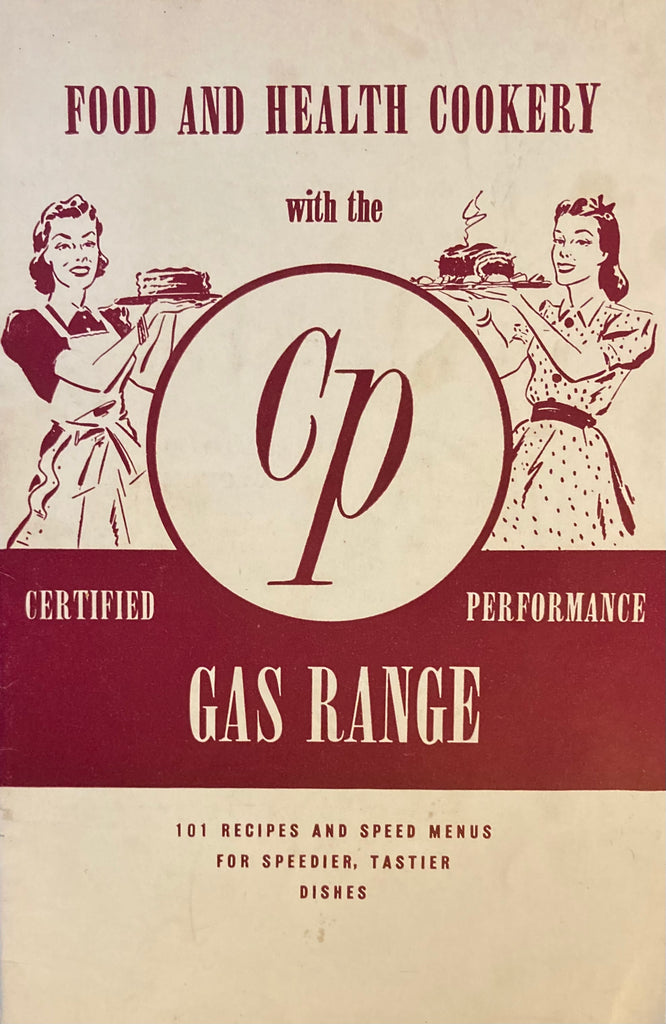 FOOD AND HEALTH COOKERY
with the
cp
CERTIFIED PERFORMANCE
GAS RANGE
101 RECIPES AND SPEED MENUS
FOR SPEEDIER, TASTIER
DISHES